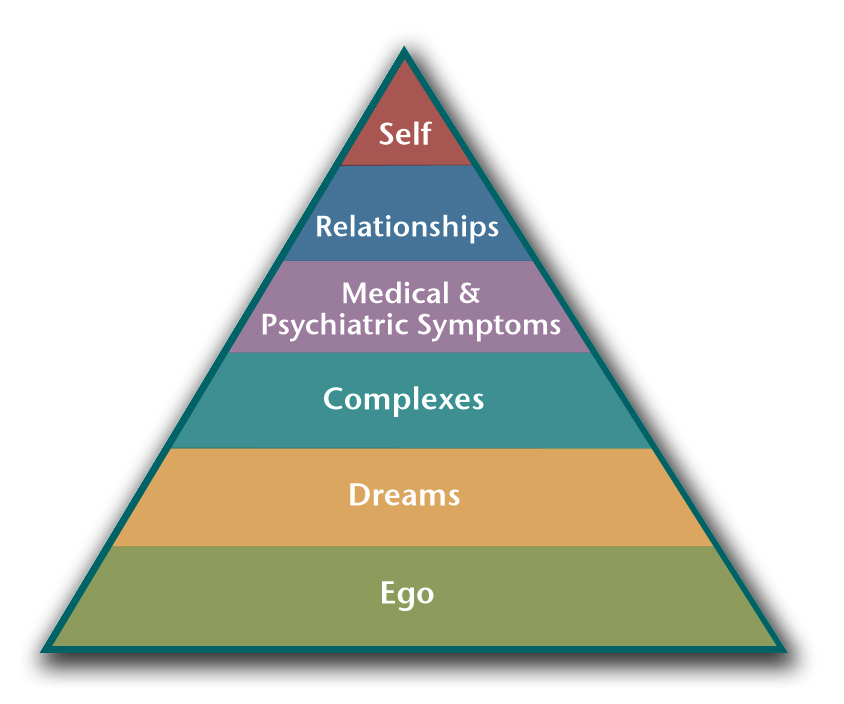 Self
Relationships
Medical &
Psychiatric Symptoms
Complexes
Dreams
Ego